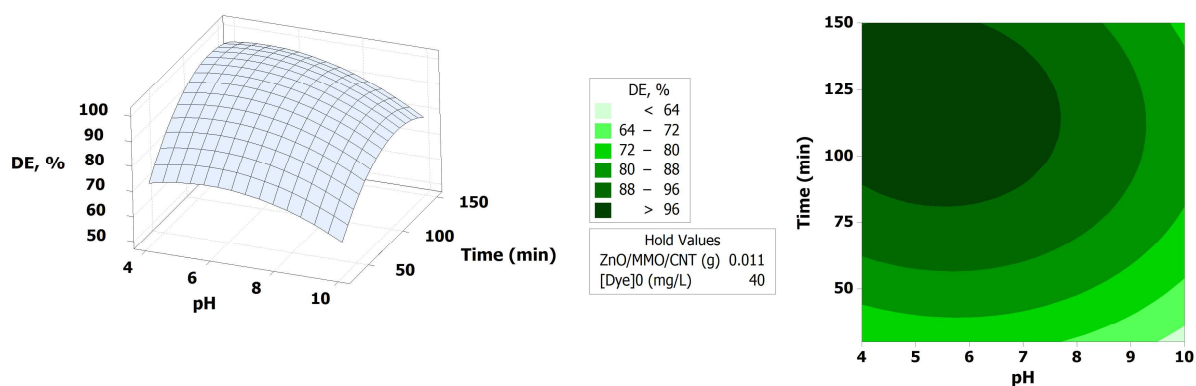 100
90
80
70
60
50
DE, %
4
6
8
10
pH
50
100
150
Time (min)
DE, %
< 64
64 – 72
72 – 80
80 – 88
88 – 96
> 96
Hold Values
ZnO/MMO/CNT (g) 0.011
[Dye]0 (mg/L) 40
150
125
100
75
50
Time (min)
4 5 6 7 8 9 10
pH